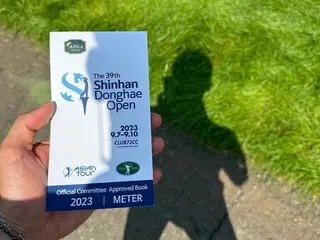 KPGA
The 39th
Shinhan
Donghae
Open
2023
9.7-9.10
CLUB72CC
ASIAN
TOUR
Official Committee Approved Book
2023 | METER